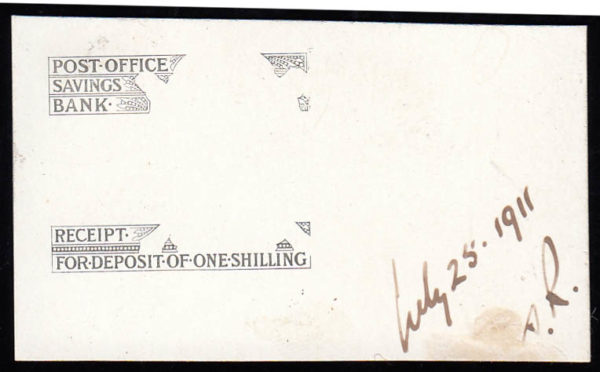 POST·OFFICE
SAVINGS
BANK·
RECEIPT·
FOR·DEPOSIT·OF·ONE·SHILLING
July 25. 1911
A.R.